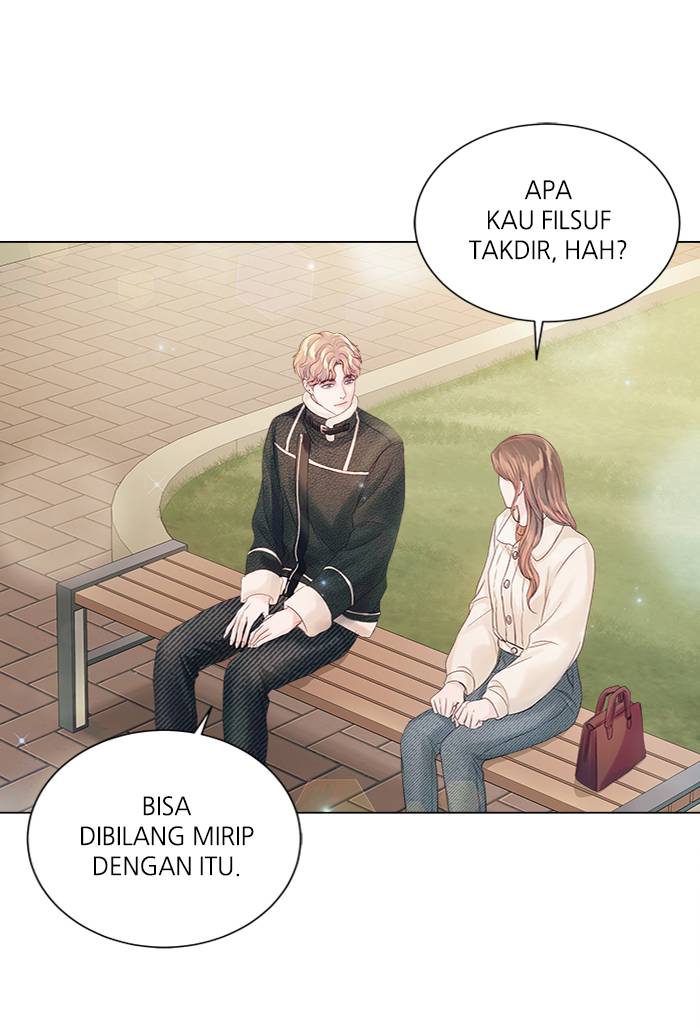 APA
KAU FILSUF
TAKDIR, HAH?
BISA
DIBILANG MIRIP
DENGAN ITU.